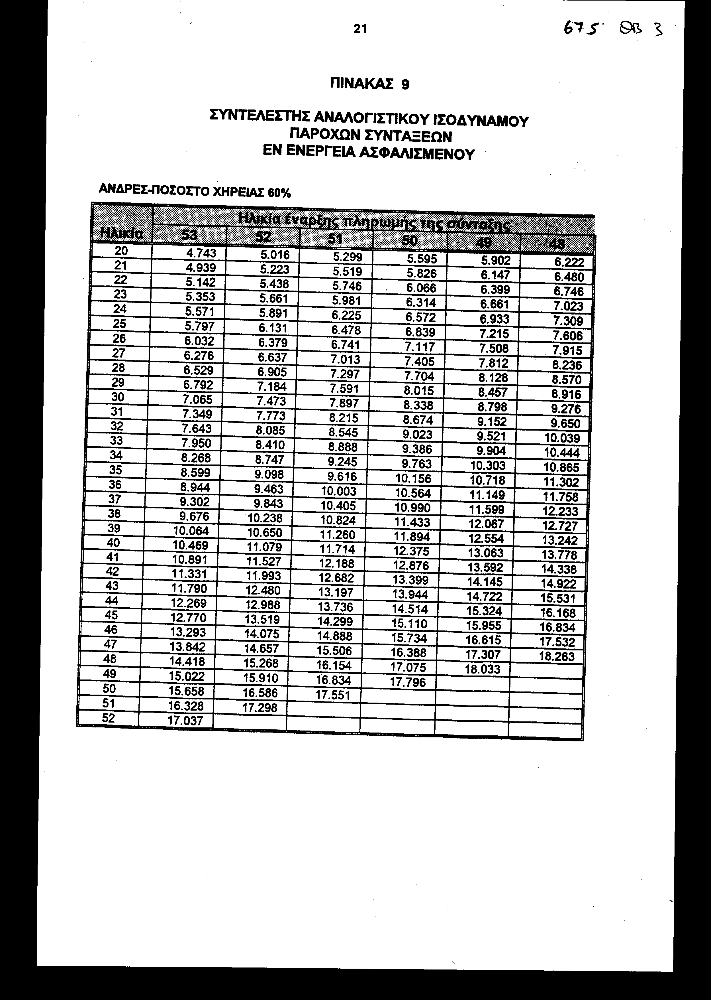 21
675 ΘΒ 3
ΠΙΝΑΚΑΣ 9
ΣΥΝΤΕΛΕΣΤΗΣ ΑΝΑΛΟΓΙΣΤΙΚΟΥ ΙΣΟΔΥΝΑΜΟΥ
ΠΑΡΟΧΩΝ ΣΥΝΤΑΞΕΩΝ
ΕΝ ΕΝΕΡΓΕΙΑ ΑΣΦΑΛΙΣΜΕΝΟΥ
ΑΝΔΡΕΣ-ΠΟΣΟΣΤΟ ΧΗΡΕΙΑΣ 60%
Ηλικία έναρξης πληρωμής της σύνταξης
Ηλικία 53 52 51 50 49 48
20 4.743 5.016 5.299 5.595 5.902 6.222
21 4.939 5.223 5.519 5.826 6.147 6.480
22 5.142 5.438 5.746 6.066 6.399 6.746
23 5.353 5.661 5.981 6.314 6.661 7.023
24 5.571 5.891 6.225 6.572 6.933 7.309
25 5.797 6.131 6.478 6.839 7.215 7.606
26 6.032 6.379 6.741 7.117 7.508 7.915
27 6.276 6.637 7.013 7.405 7.812 8.236
28 6.529 6.905 7.297 7.704 8.128 8.570
29 6.792 7.184 7.591 8.015 8.457 8.916
30 7.065 7.473 7.897 8.338 8.798 9.276
31 7.349 7.773 8.215 8.674 9.152 9.650
32 7.643 8.085 8.545 9.023 9.521 10.039
33 7.950 8.410 8.888 9.386 9.904 10.444
34 8.268 8.747 9.245 9.763 10.303 10.865
35 8.599 9.098 9.616 10.156 10.718 11.302
36 8.944 9.463 10.003 10.564 11.149 11.758
37 9.302 9.843 10.405 10.990 11.599 12.233
38 9.676 10.238 10.824 11.433 12.067 12.727
39 10.064 10.650 11.260 11.894 12.554 13.242
40 10.469 11.079 11.714 12.375 13.063 13.778
41 10.891 11.527 12.188 12.876 13.592 14.338
42 11.331 11.993 12.682 13.399 14.145 14.922
43 11.790 12.480 13.197 13.944 14.722 15.531
44 12.269 12.988 13.736 14.514 15.324 16.168
45 12.770 13.519 14.299 15.110 15.955 16.834
46 13.293 14.075 14.888 15.734 16.615 17.532
47 13.842 14.657 15.506 16.388 17.307 18.263
48 14.418 15.268 16.154 17.075 18.033
49 15.022 15.910 16.834 17.796
50 15.658 16.586 17.551
51 16.328 17.298
52 17.037